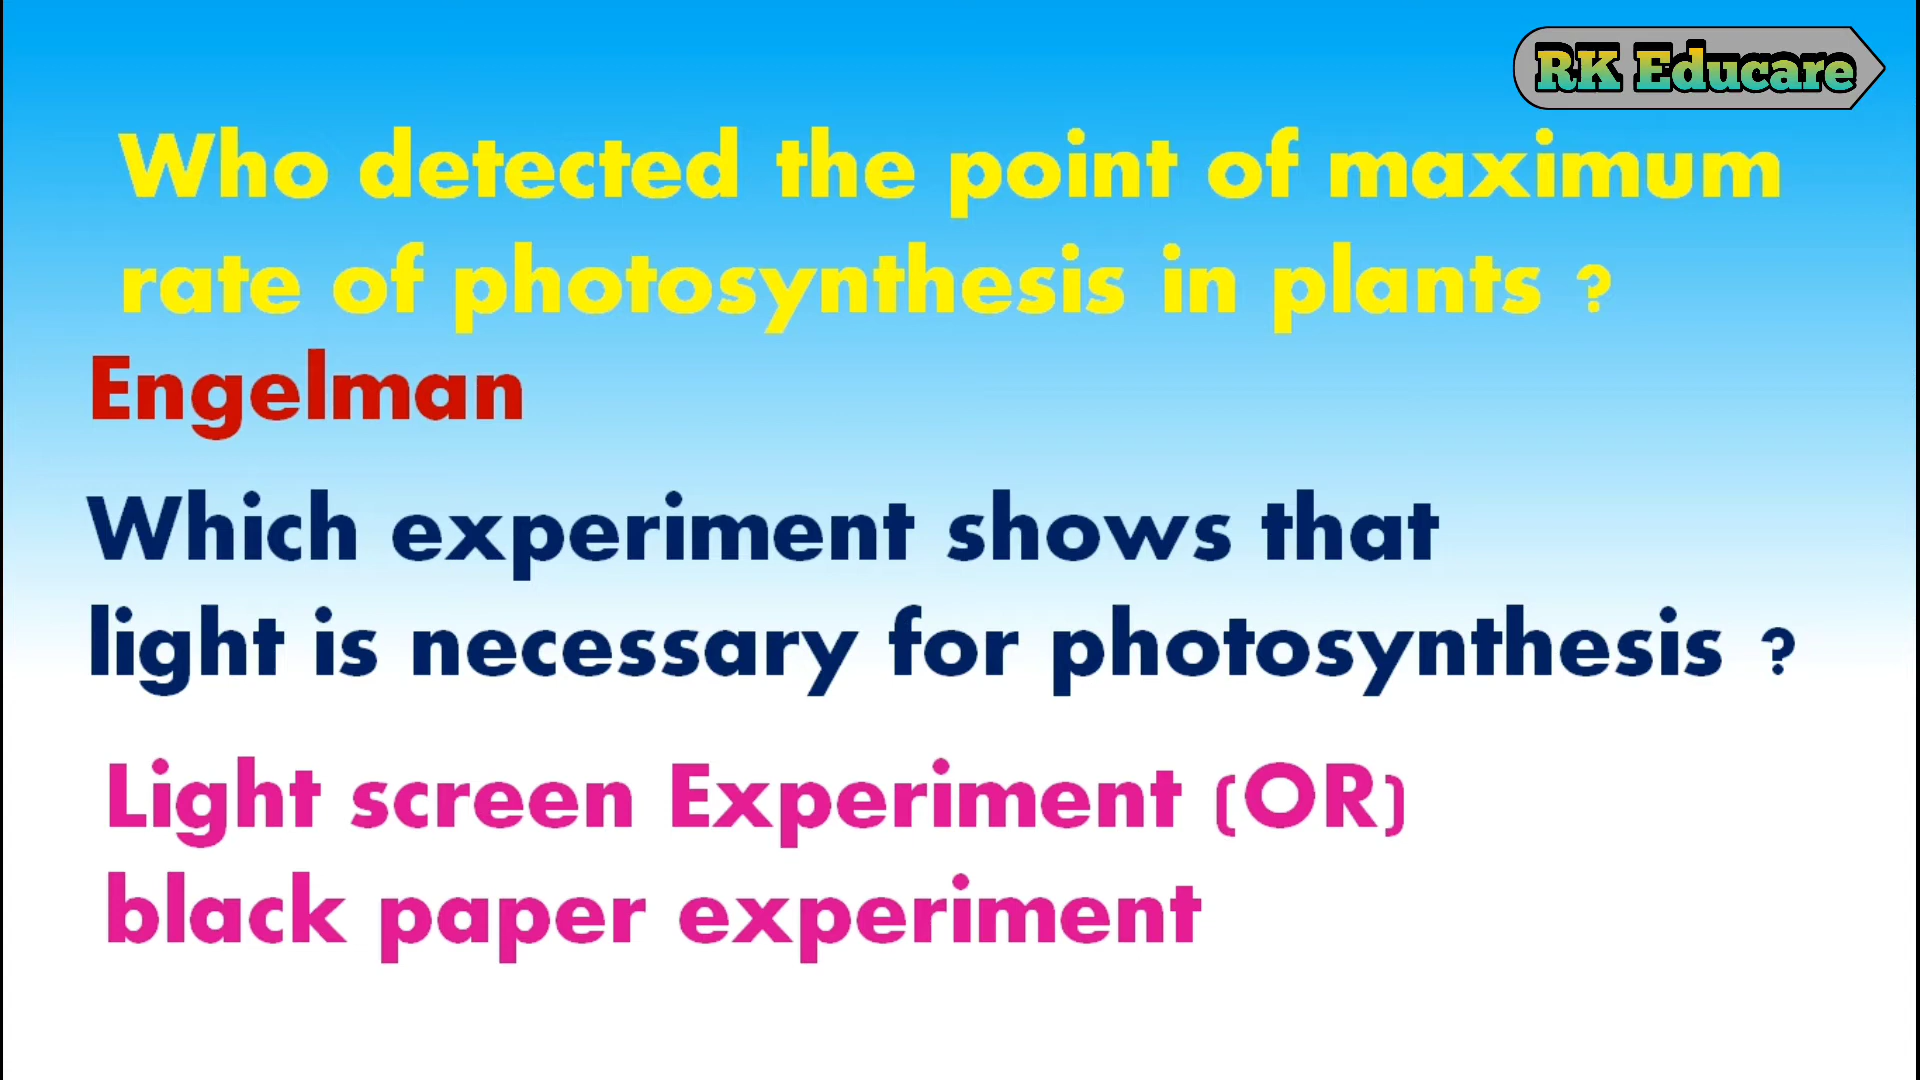 RK Educare
Who detected the point of maximum
rate of photosynthesis in plants ?
Engelman
Which experiment shows that
light is necessary for photosynthesis ?
Light screen Experiment (OR)
black paper experiment